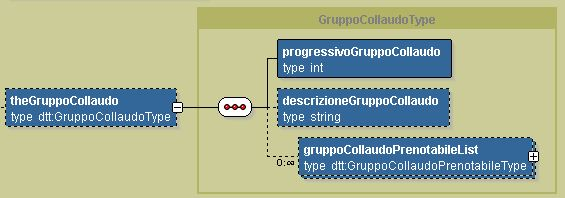 GruppoCollaudoType
progressivoGruppoCollaudo
type int
theGruppoCollaudo
type dtt:GruppoCollaudoType
descrizioneGruppoCollaudo
type string
gruppoCollaudoPrenotabileList
type dtt:GruppoCollaudoPrenotabileType
0:∞